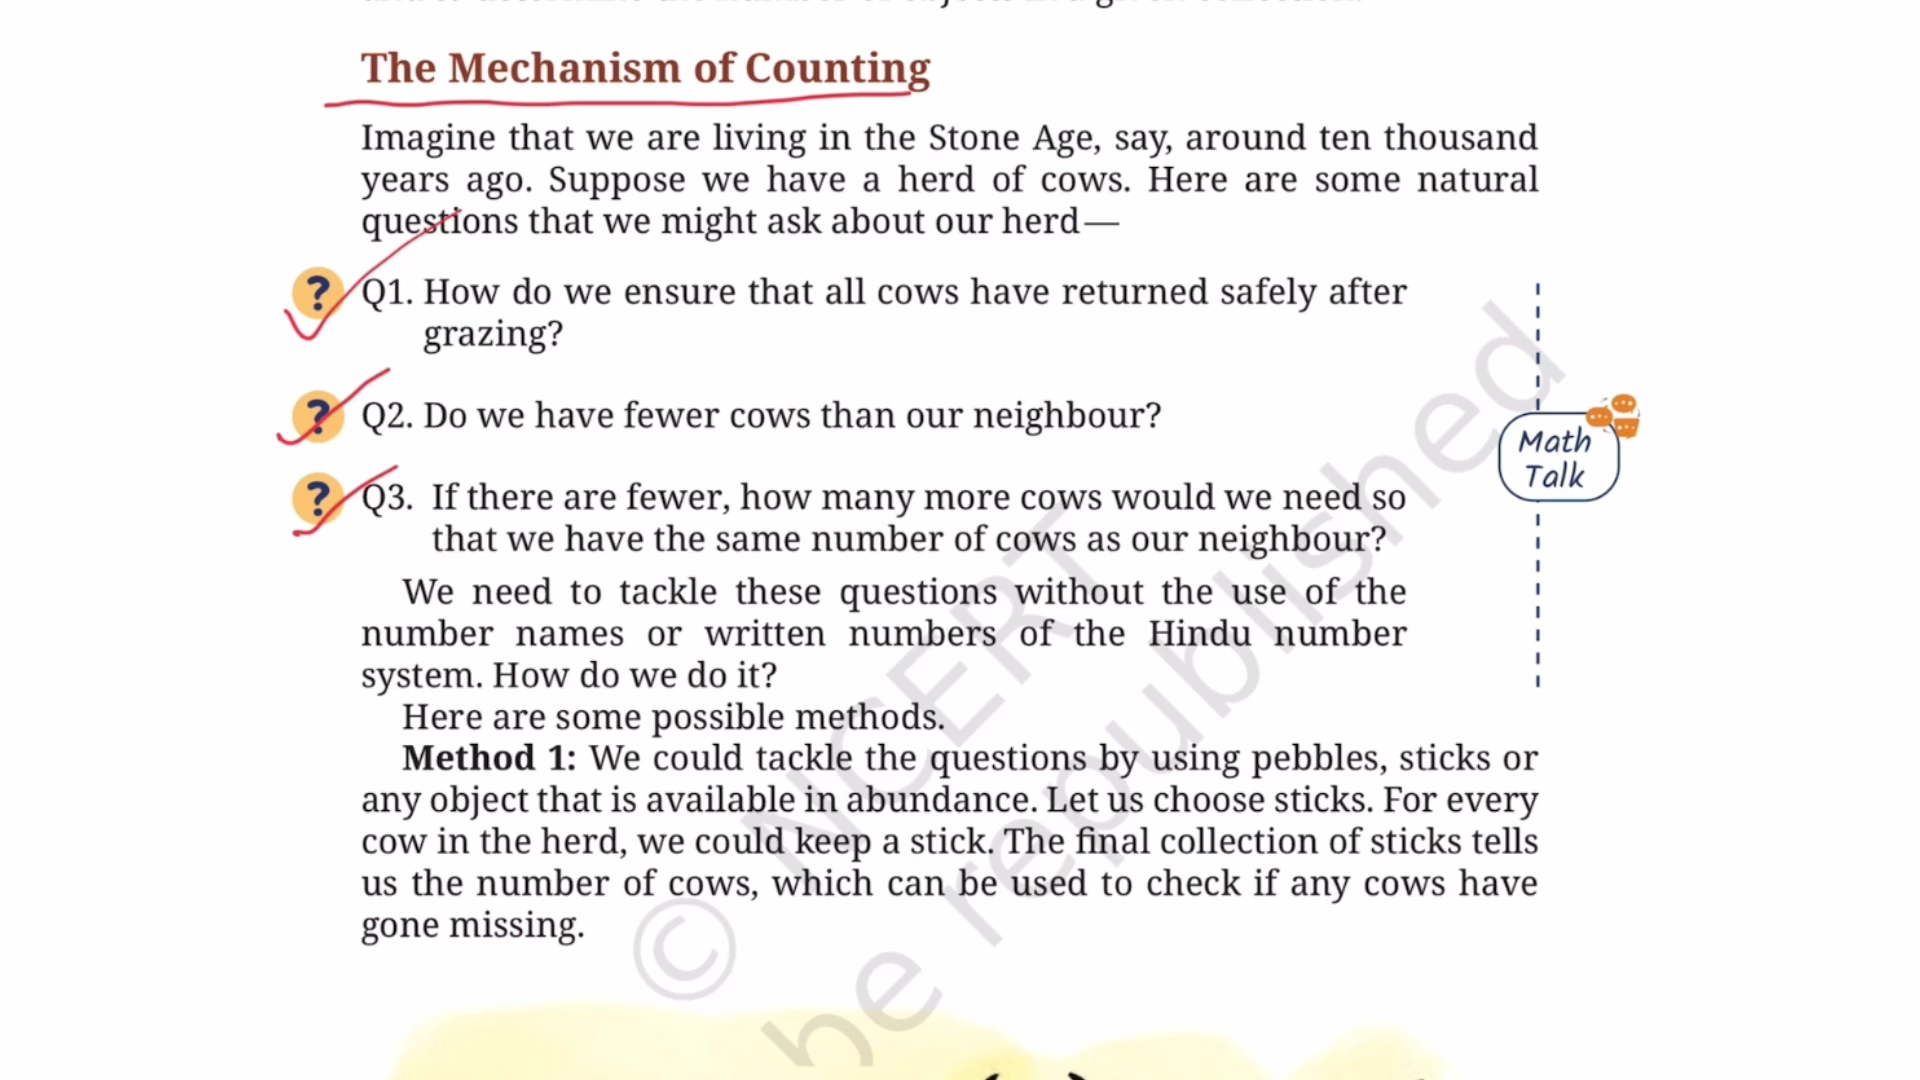 The Mechanism of Counting
Imagine that we are living in the Stone Age, say, around ten thousand
years ago. Suppose we have a herd of cows. Here are some natural
questions that we might ask about our herd—
? Q1. How do we ensure that all cows have returned safely after
grazing?
? Q2. Do we have fewer cows than our neighbour?
? Q3. If there are fewer, how many more cows would we need so
that we have the same number of cows as our neighbour?
Math
Talk
We need to tackle these questions without the use of the
number names or written numbers of the Hindu number
system. How do we do it?
Here are some possible methods.
Method 1: We could tackle the questions by using pebbles, sticks or
any object that is available in abundance. Let us choose sticks. For every
cow in the herd, we could keep a stick. The final collection of sticks tells
us the number of cows, which can be used to check if any cows have
gone missing.
© NCERT
be republished